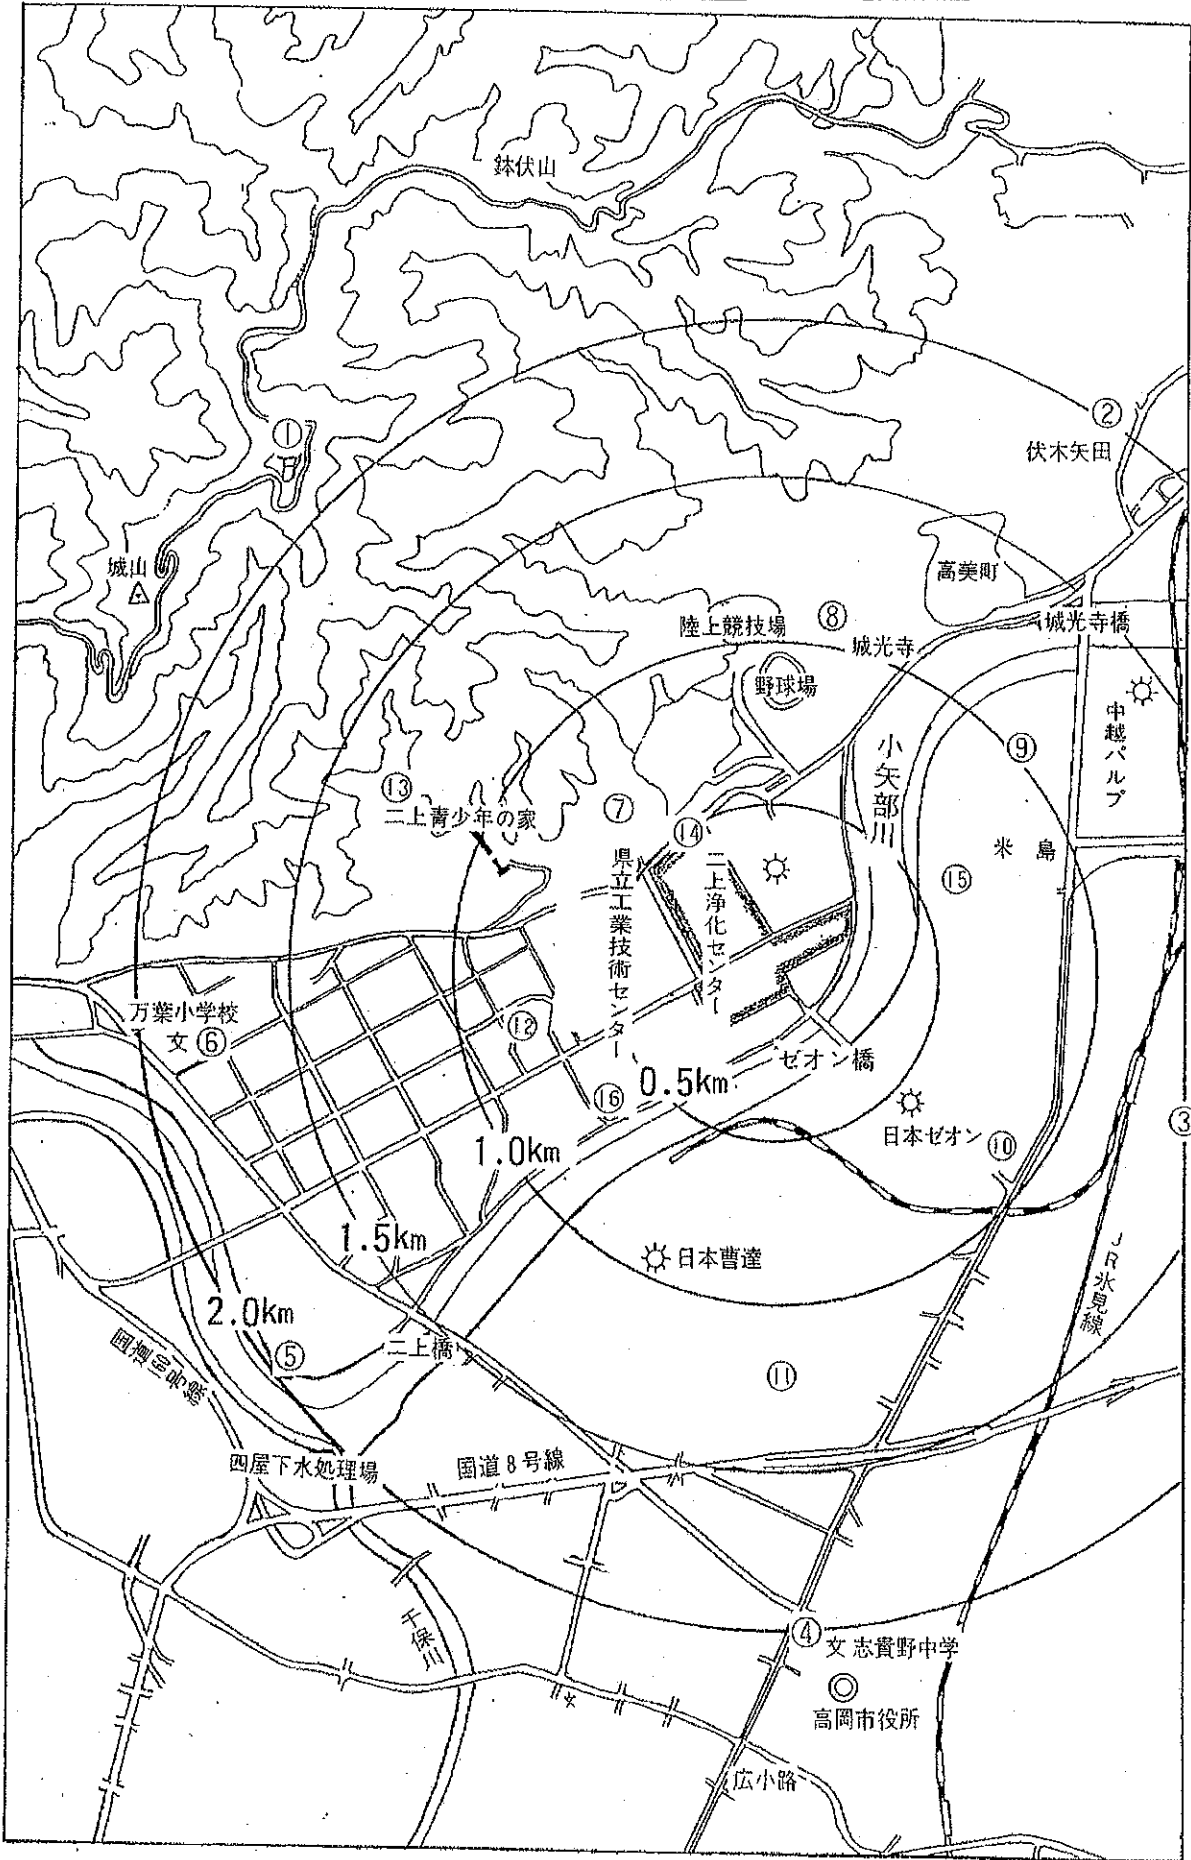 鉢伏山
①
②
伏木矢田
城山
高美町
⑧
陸上競技場
城光寺
城光寺橋
野球場
中越パルプ
小矢部川
⑨
⑬
二上青少年の家
⑦
⑭
米島
県立工業技術センター
二上浄化センター
⑮
万葉小学校
文⑥
⑫
ゼオン橋
0.5km
⑯
日本ゼオン
③
⑩
1.0km
1.5km
日本曹達
JR氷見線
2.0km
国道160号線
⑤
二上橋
⑪
四屋下水処理場
国道8号線
千保川
④
文 志貴野中学
高岡市役所
文
広小路